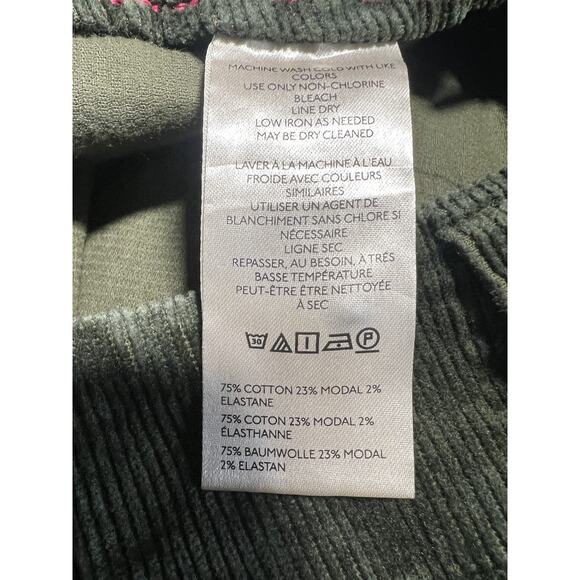 MACHINE WASH COLD WITH LIKE
COLORS
USE ONLY NON-CHLORINE
BLEACH
LINE DRY
LOW IRON AS NEEDED
MAY BE DRY CLEANED
LAVER À LA MACHINE À L'EAU
FROIDE AVEC COULEURS
SIMILAIRES
UTILISER UN AGENT DE
BLANCHIMENT SANS CHLORE SI
NÉCESSAIRE
LIGNE SEC
REPASSER, AU BESOIN, À TRÉS
BASSE TEMPÉRATURE
PEUT-ÊTRE ÊTRE NETTOYÉE
À SEC
30 P
75% COTTON 23% MODAL 2%
ELASTANE
75% COTON 23% MODAL 2%
ÉLASTHANNE
75% BAUMWOLLE 23% MODAL
2% ELASTAN